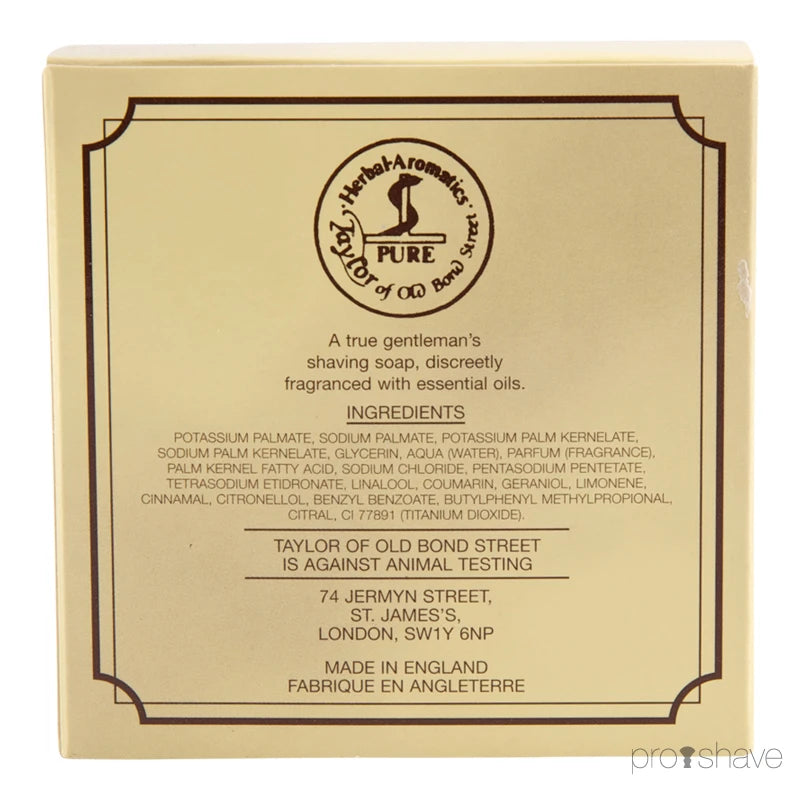 Herbal-Aromatics
PURE
Taylor of Old Bond Street
A true gentleman's
shaving soap, discreetly
fragranced with essential oils.
INGREDIENTS
POTASSIUM PALMATE, SODIUM PALMATE, POTASSIUM PALM KERNELATE,
SODIUM PALM KERNELATE, GLYCERIN, AQUA (WATER), PARFUM (FRAGRANCE),
PALM KERNEL FATTY ACID, SODIUM CHLORIDE, PENTASODIUM PENTETATE,
TETRASODIUM ETIDRONATE, LINALOOL, COUMARIN, GERANIOL, LIMONENE,
CINNAMAL, CITRONELLOL, BENZYL BENZOATE, BUTYLPHENYL METHYLPROPIONAL,
CITRAL, CI 77891 (TITANIUM DIOXIDE).
TAYLOR OF OLD BOND STREET
IS AGAINST ANIMAL TESTING
74 JERMYN STREET,
ST. JAMES'S,
LONDON, SW1Y 6NP
MADE IN ENGLAND
FABRIQUE EN ANGLETERRE
proshave